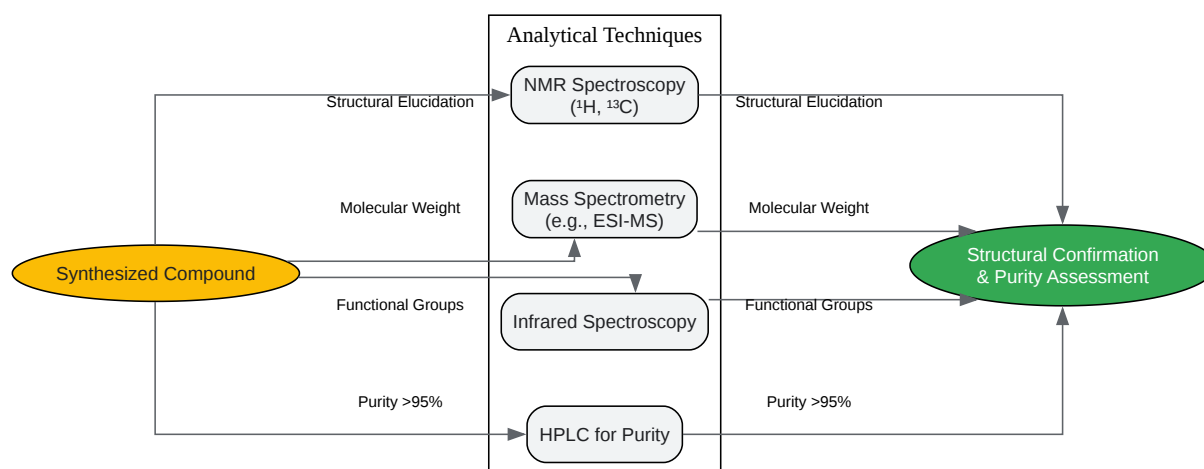 Analytical Techniques
NMR Spectroscopy
(¹H, ¹³C)
Structural Elucidation
Structural Elucidation
Mass Spectrometry
(e.g., ESI-MS)
Molecular Weight
Molecular Weight
Synthesized Compound
Structural Confirmation
& Purity Assessment
Functional Groups
Functional Groups
Infrared Spectroscopy
Purity >95%
Purity >95%
HPLC for Purity